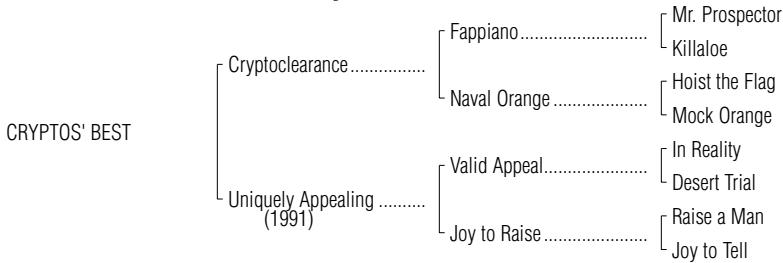 Mr. Prospector
Fappiano...........................
Killaloe
Cryptoclearance................
Hoist the Flag
Naval Orange....................
Mock Orange
CRYPTOS' BEST
In Reality
Valid Appeal......................
Desert Trial
Uniquely Appealing..........
(1991)
Raise a Man
Joy to Raise......................
Joy to Tell